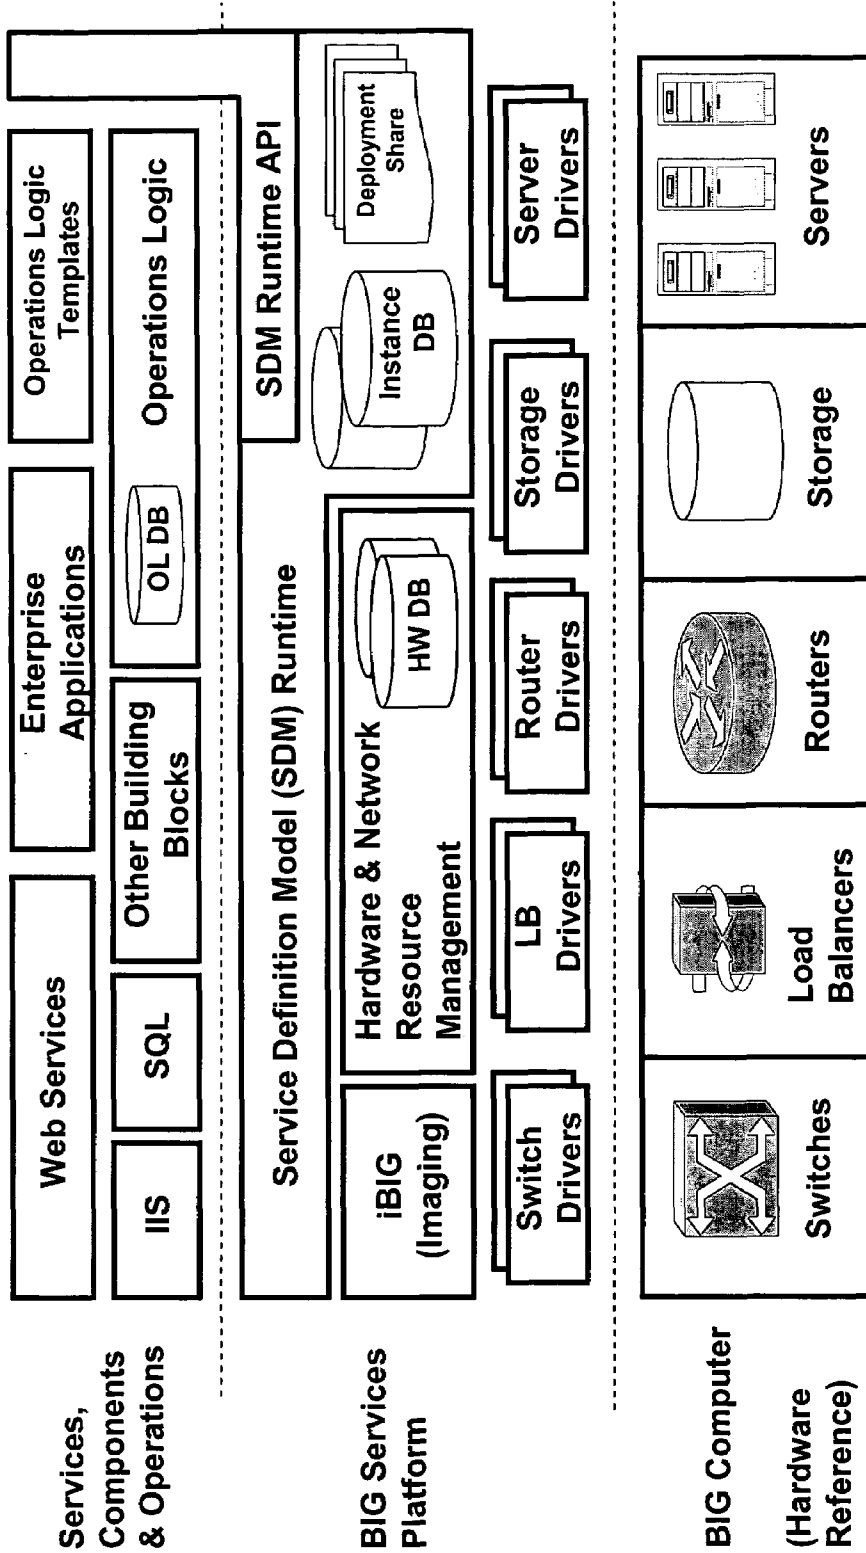 Services,
Components
& Operations
Web Services
Enterprise
Applications
Operations Logic
Templates
IIS
SQL
Other Building
Blocks
OL DB
Operations Logic
BIG Services
Platform
Service Definition Model (SDM) Runtime
SDM Runtime API
iBIG
(Imaging)
Hardware & Network
Resource
Management
HW DB
Instance
DB
Deployment
Share
Switch
Drivers
LB
Drivers
Router
Drivers
Storage
Drivers
Server
Drivers
BIG Computer
(Hardware
Reference)
Switches
Load
Balancers
Routers
Storage
Servers